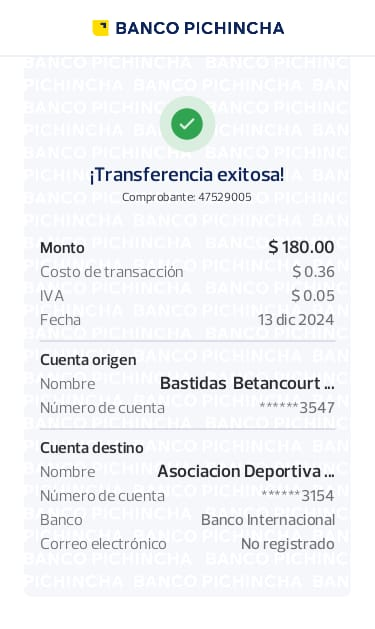 BANCO PICHINCHA
¡Transferencia exitosa!
Comprobante: 47529005
Monto $ 180.00
Costo de transacción $ 0.36
IVA $ 0.05
Fecha 13 dic 2024
Cuenta origen
Nombre Bastidas Betancourt ...
Número de cuenta ******3547
Cuenta destino
Nombre Asociacion Deportiva ...
Número de cuenta ******3154
Banco Banco Internacional
Correo electrónico No registrado